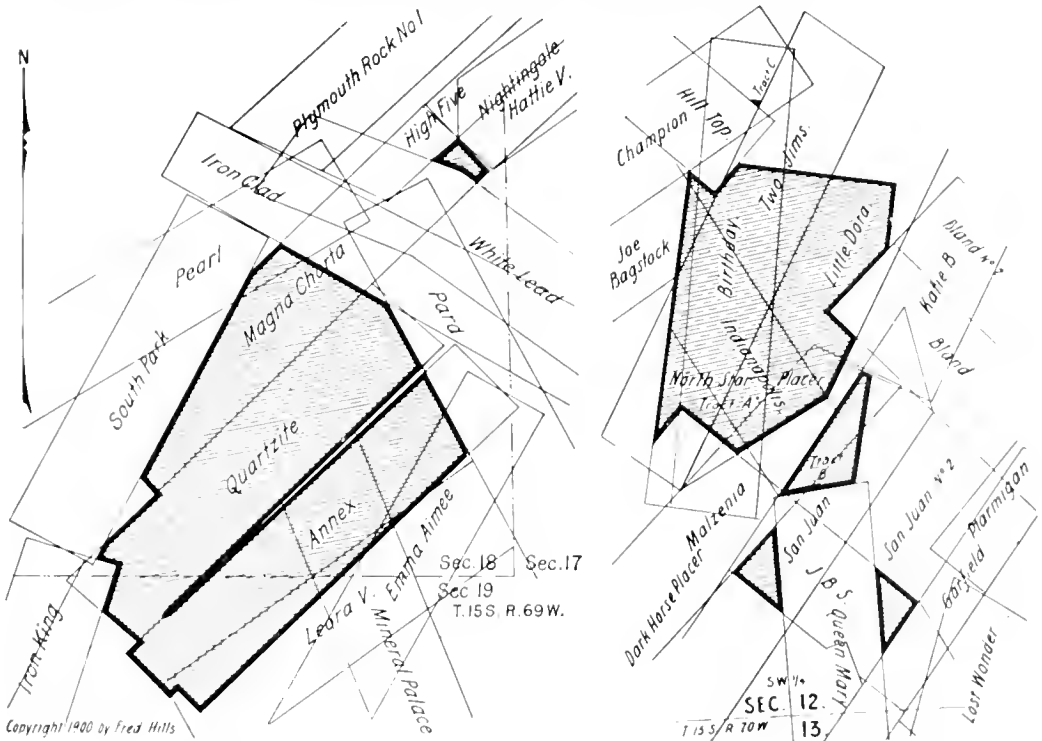 N
Plymouth Rock No1
High Five
Nightingale
Hattie V.
Iron Clad
White Lead
Pearl
Magna Charta
Pard
South Park
Quartzite
Annex
Emma Aimee
Sec. 18 Sec. 17
Sec 19
T. 15 S. R. 69 W.
Leara V.
Mineral Palace
Iron King
Copyright 1900 by Fred Hills
Tract C
Hill Top
Champion
Two Jims.
Joe
Bagstock
Birthday
Little Dora.
Bland No 2
Katie B
Bland
Indianapolis.
North Star Placer
Tract 'A'
Tract
B
Malzenia
San Juan
San Juan No 2
Ptarmigan
Garfield
Dark Horse Placer
J. B. S.
Queen Mary
Lost Wonder
SW 1/4
SEC. 12.
T 15 S. R 70 W 13.